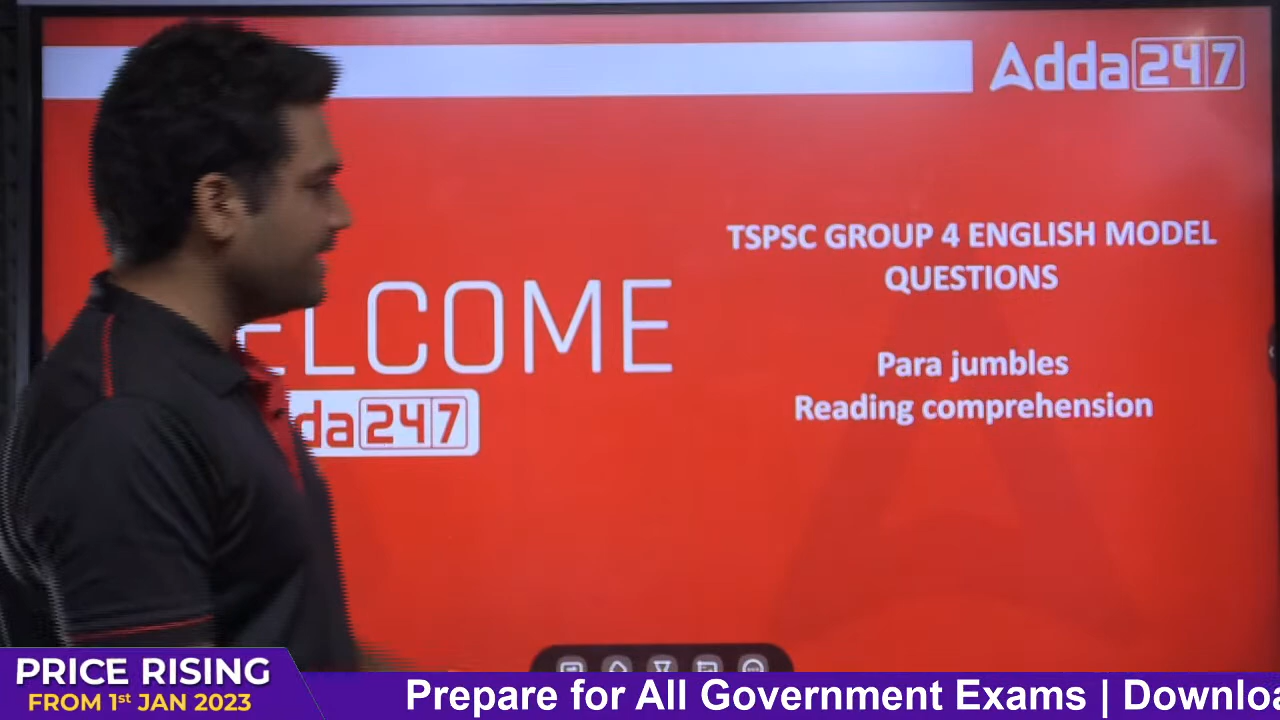 Adda247
TSPSC GROUP 4 ENGLISH MODEL
QUESTIONS
ELCOME
Para jumbles
Reading comprehension
da247
PRICE RISING
FROM 1st JAN 2023
Prepare for All Government Exams | Downloa